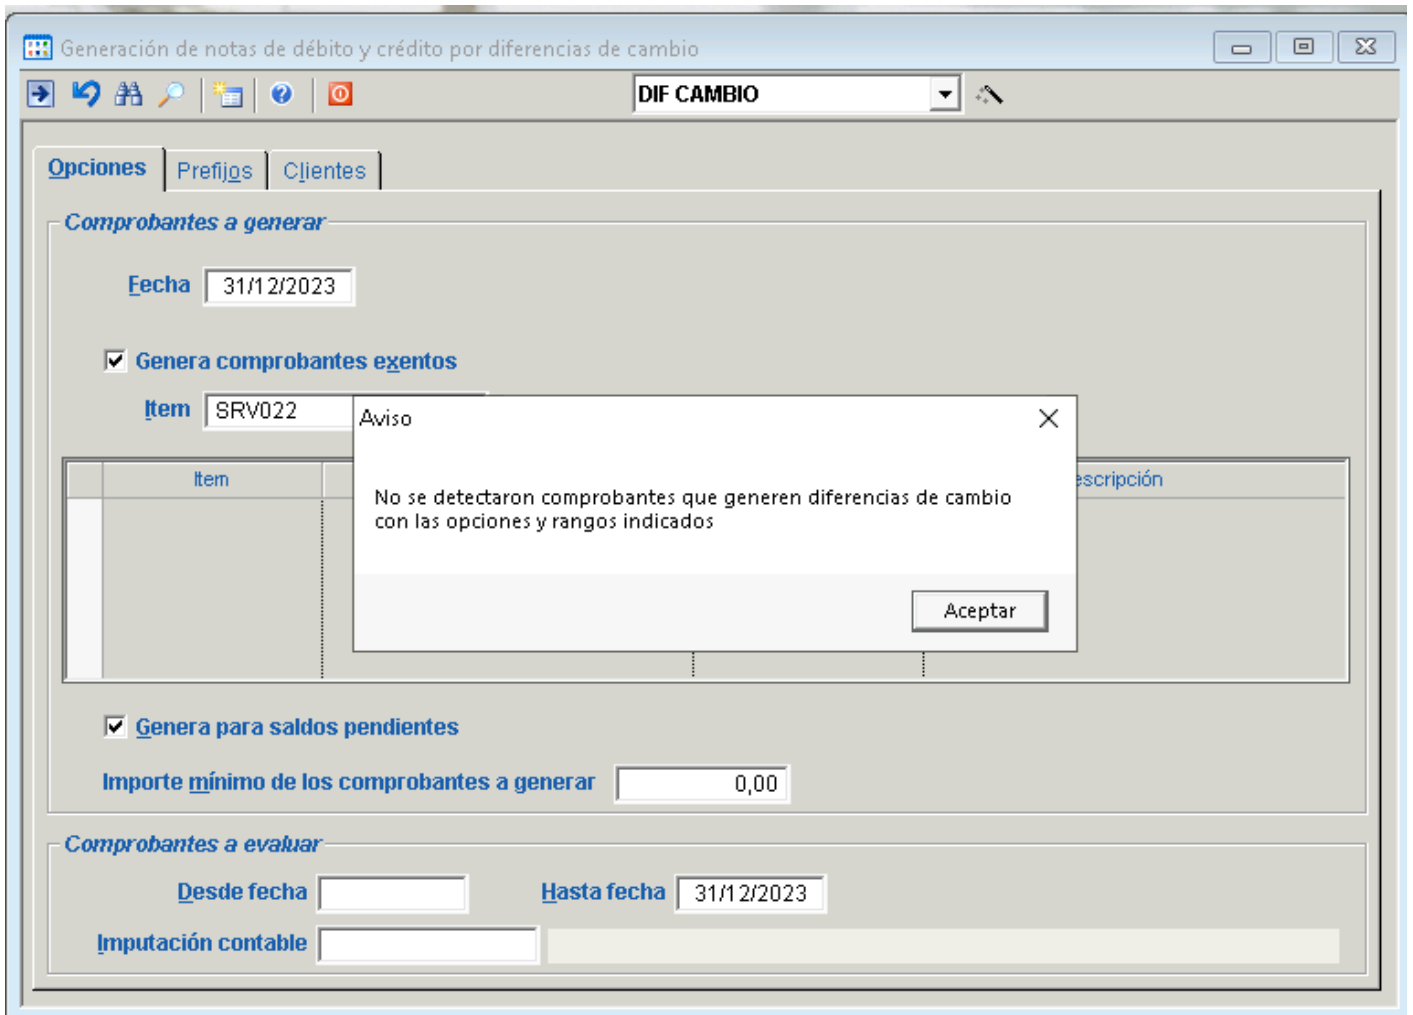 Generación de notas de débito y crédito por diferencias de cambio
DIF CAMBIO
Opciones
Prefijos
Clientes
Comprobantes a generar
Fecha
31/12/2023
Genera comprobantes exentos
Item
SRV022
Aviso
No se detectaron comprobantes que generen diferencias de cambio
con las opciones y rangos indicados
Aceptar
Item
escripción
Genera para saldos pendientes
Importe mínimo de los comprobantes a generar
0,00
Comprobantes a evaluar
Desde fecha
Hasta fecha
31/12/2023
Imputación contable